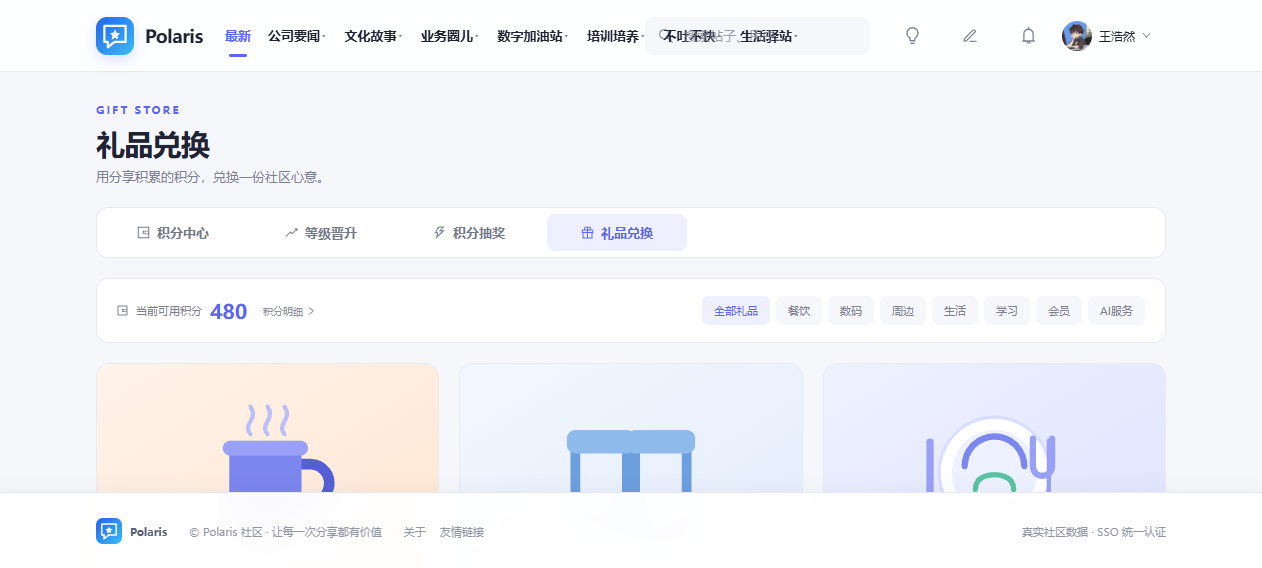 Polaris 最新 公司要闻 文化故事 业务圈儿 数字加油站 培训培养 不吐不快 生活驿站 王浩然
GIFT STORE
礼品兑换
用分享积累的积分，兑换一份社区心意。
积分中心 等级晋升 积分抽奖 礼品兑换
当前可用积分 480 积分明细 > 全部礼品 餐饮 数码 周边 生活 学习 会员 AI服务
Polaris © Polaris 社区 · 让每一次分享都有价值 关于 友情链接 真实社区数据 · SSO 统一认证